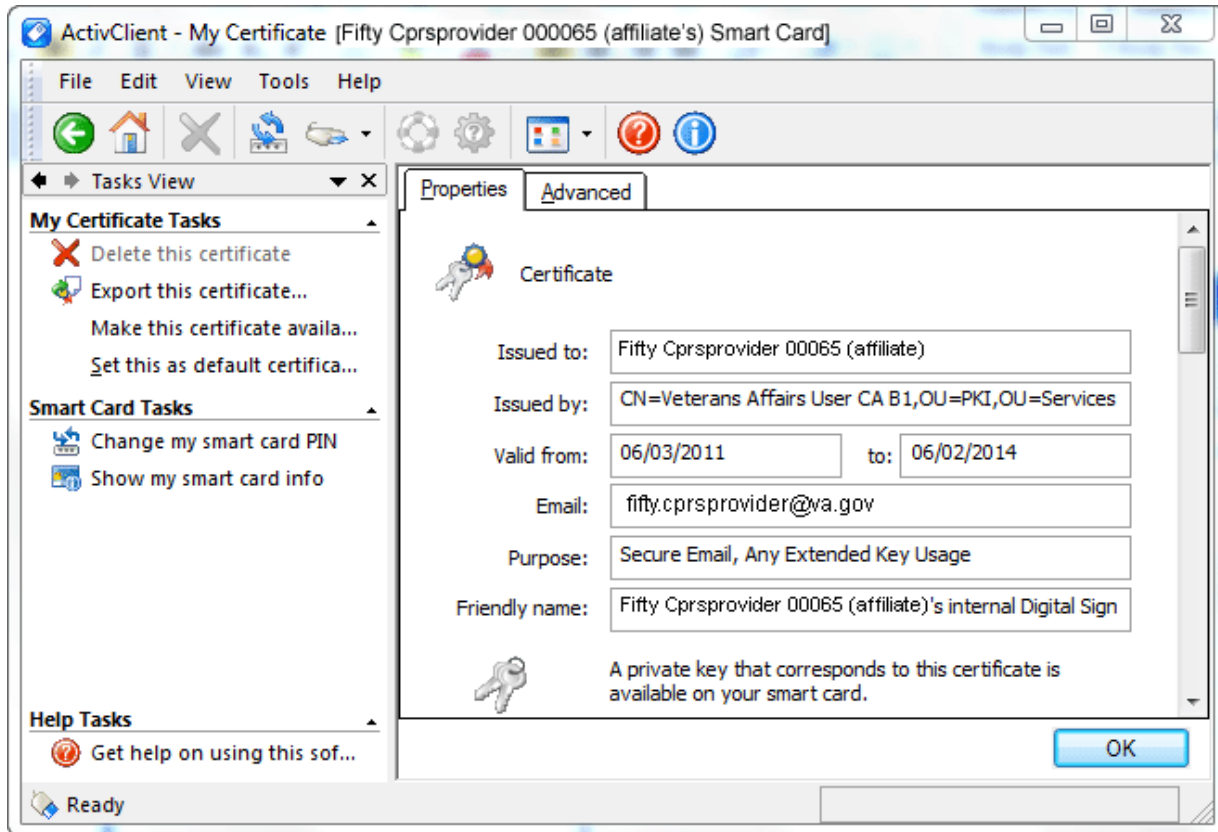 ActivClient - My Certificate [Fifty Cprsprovider 000065 (affiliate's) Smart Card]
File Edit View Tools Help
Tasks View
My Certificate Tasks
Delete this certificate
Export this certificate...
Make this certificate availa...
Set this as default certifica...
Smart Card Tasks
Change my smart card PIN
Show my smart card info
Help Tasks
Get help on using this sof...
Properties Advanced
Certificate
Issued to: Fifty Cprsprovider 00065 (affiliate)
Issued by: CN=Veterans Affairs User CA B1,OU=PKI,OU=Services
Valid from: 06/03/2011 to: 06/02/2014
Email: fifty.cprsprovider@va.gov
Purpose: Secure Email, Any Extended Key Usage
Friendly name: Fifty Cprsprovider 00065 (affiliate)'s internal Digital Sign
A private key that corresponds to this certificate is
available on your smart card.
OK
Ready